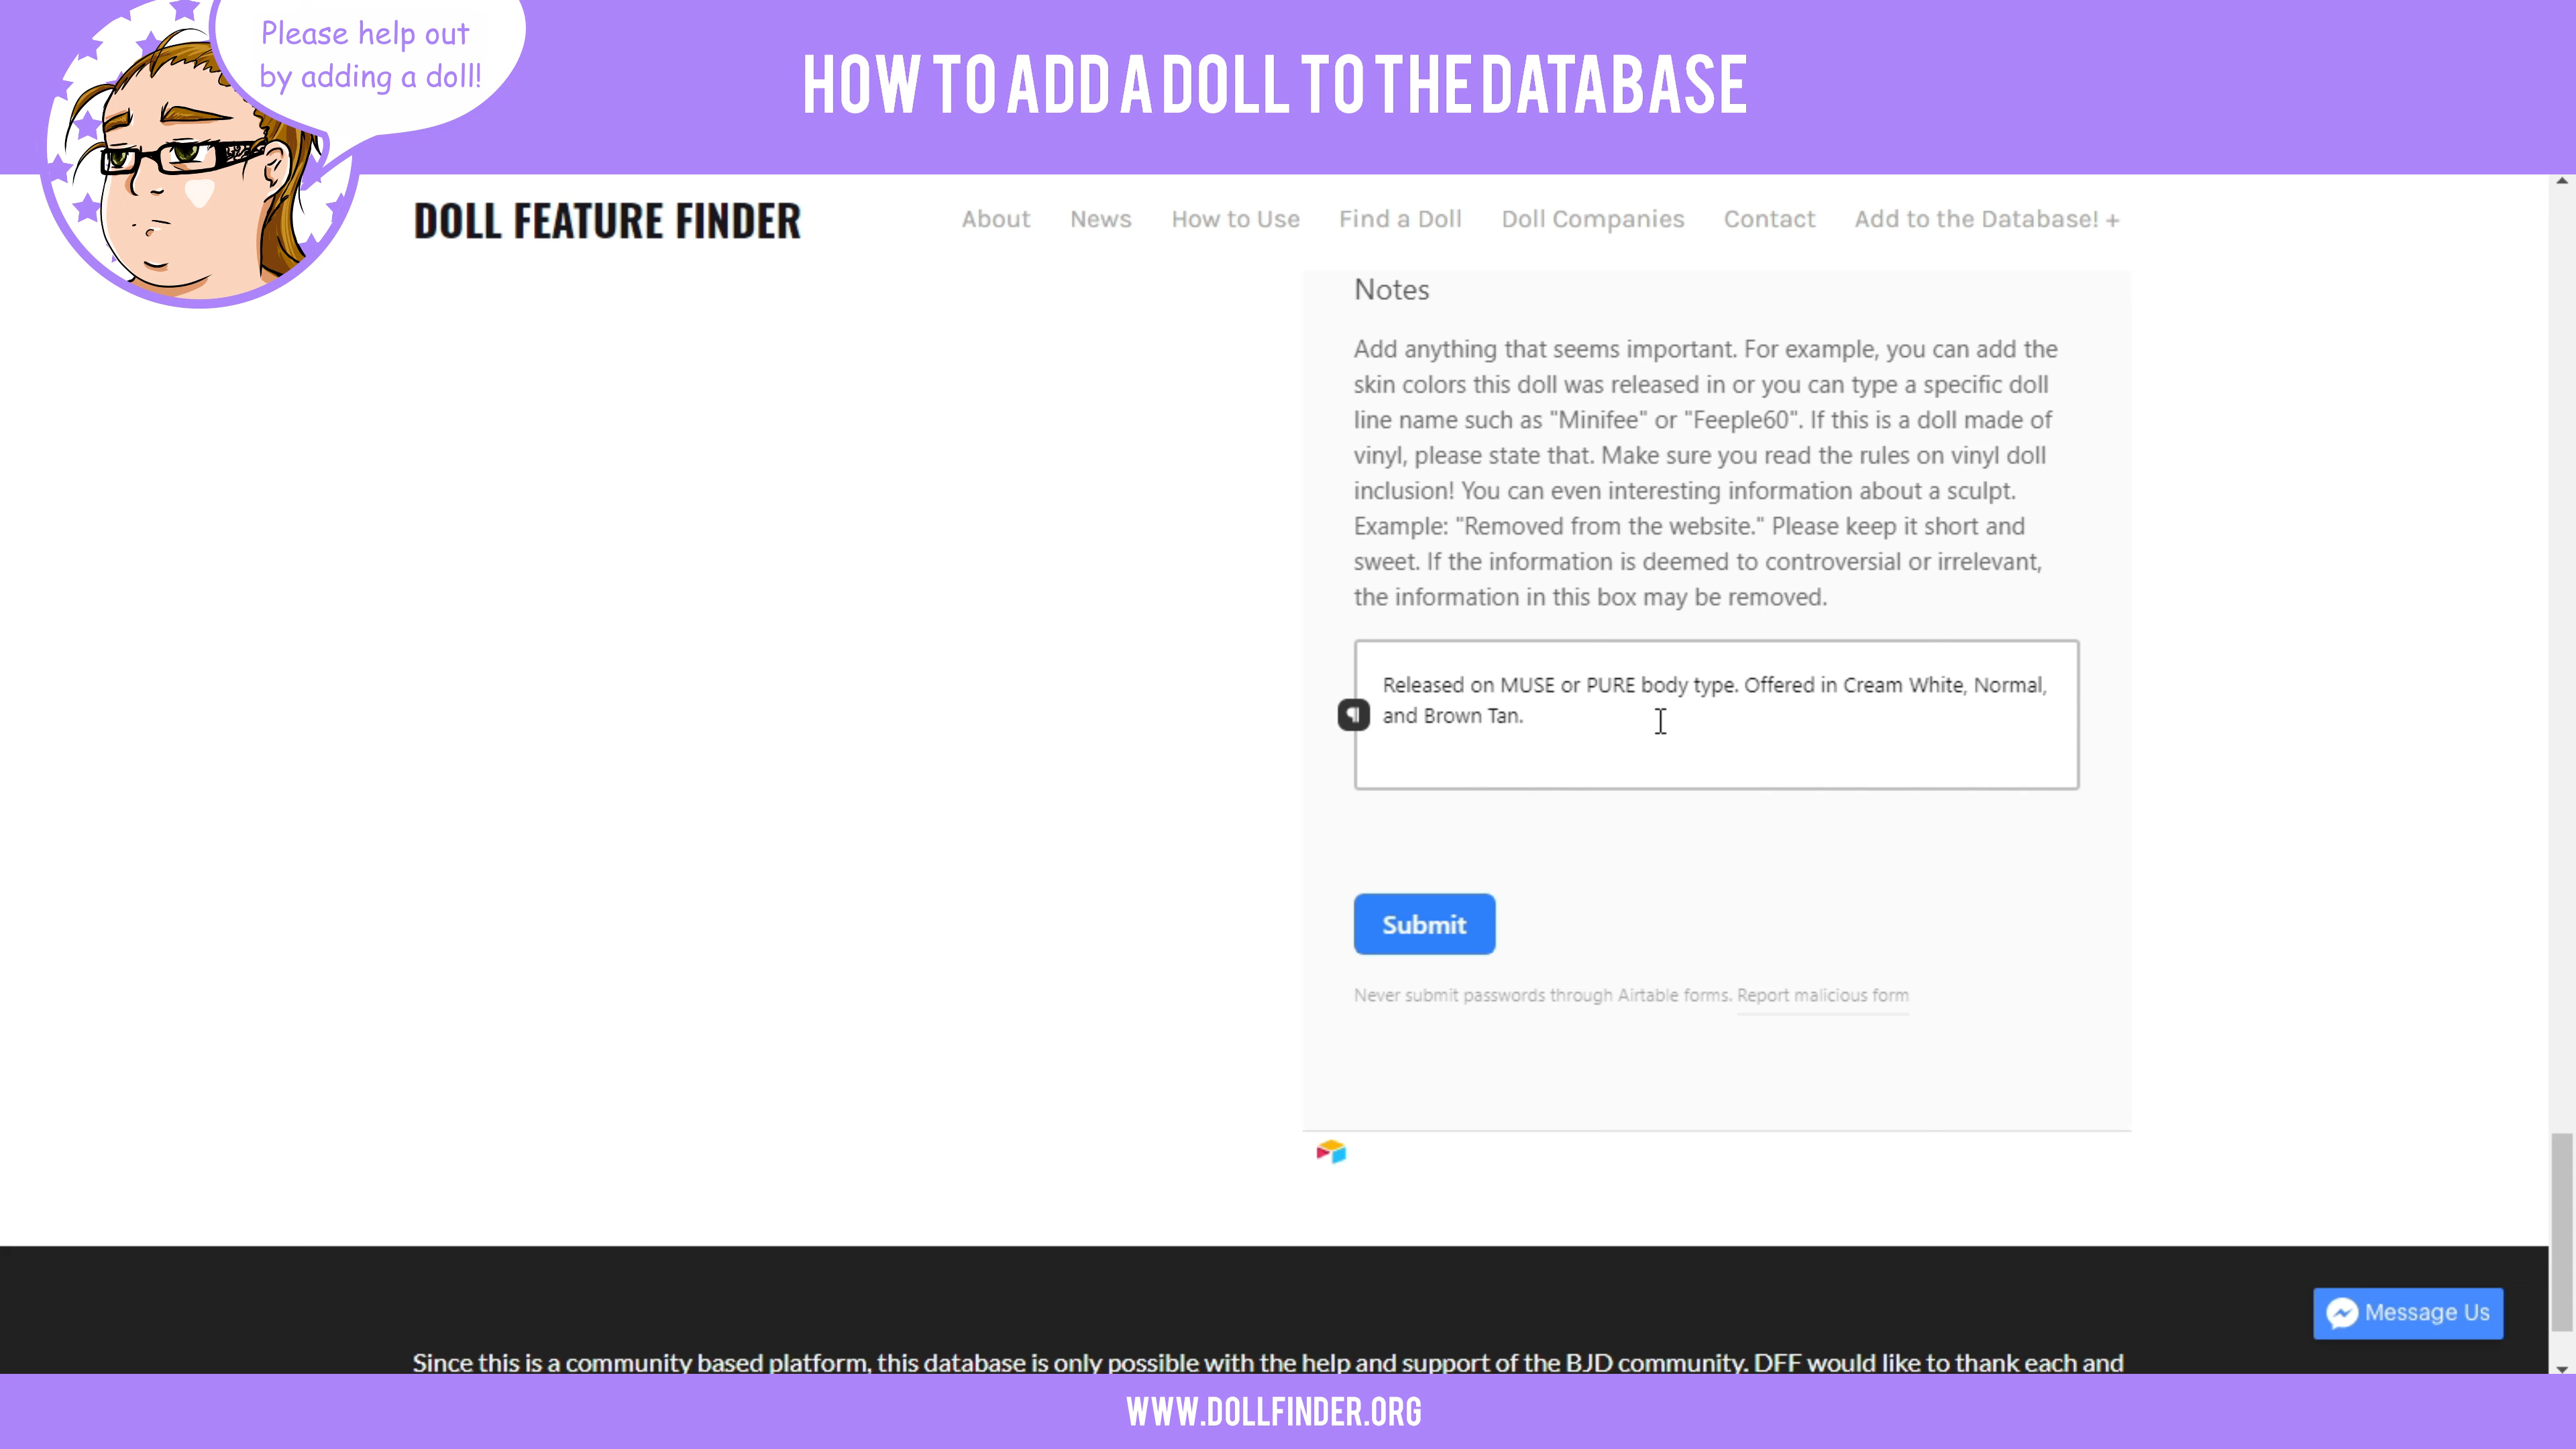 Please help out
by adding a doll!
HOW TO ADD A DOLL TO THE DATABASE
DOLL FEATURE FINDER
About News How to Use Find a Doll Doll Companies Contact Add to the Database! +
Notes
Add anything that seems important. For example, you can add the
skin colors this doll was released in or you can type a specific doll
line name such as "Minifee" or "Feeple60". If this is a doll made of
vinyl, please state that. Make sure you read the rules on vinyl doll
inclusion! You can even interesting information about a sculpt.
Example: "Removed from the website." Please keep it short and
sweet. If the information is deemed to controversial or irrelevant,
the information in this box may be removed.
Released on MUSE or PURE body type. Offered in Cream White, Normal,
and Brown Tan.
Submit
Never submit passwords through Airtable forms. Report malicious form
Message Us
Since this is a community based platform, this database is only possible with the help and support of the BJD community. DFF would like to thank each and
WWW.DOLLFINDER.ORG